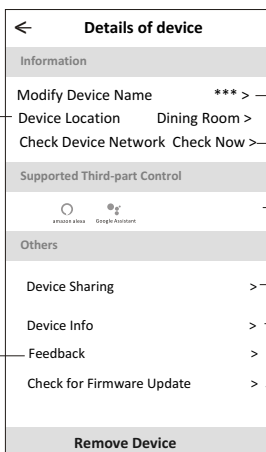 ← Details of device
Information
Modify Device Name *** >
Device Location Dining Room >
Check Device Network Check Now >
Supported Third-part Control
amazon alexa Google Assistant
Others
Device Sharing >
Device Info >
Feedback >
Check for Firmware Update >
Remove Device